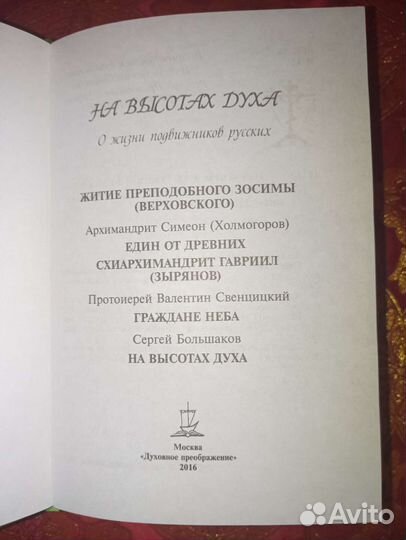 НА ВЫСОТАХ ДУХА
О жизни подвижников русских
ЖИТИЕ ПРЕПОДОБНОГО ЗОСИМЫ
(ВЕРХОВСКОГО)
Архимандрит Симеон (Холмогоров)
ЕДИН ОТ ДРЕВНИХ
СХИАРХИМАНДРИТ ГАВРИИЛ
(ЗЫРЯНОВ)
Протоиерей Валентин Свенцицкий
ГРАЖДАНЕ НЕБА
Сергей Большаков
НА ВЫСОТАХ ДУХА
Москва
«Духовное преображение»
2016
Avito